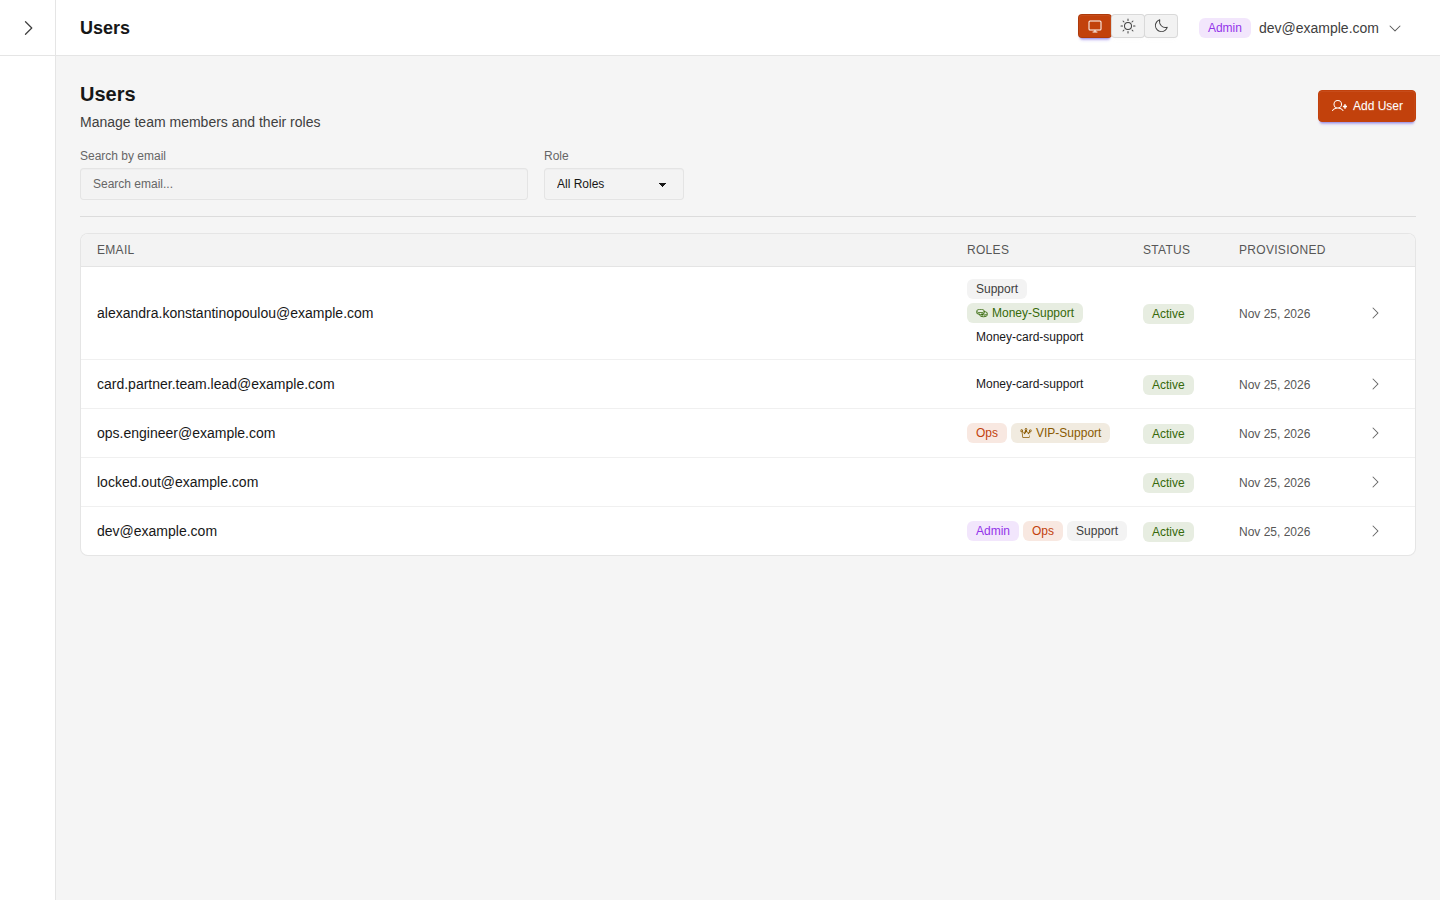 Users
Admin dev@example.com
Users
Manage team members and their roles
Add User
Search by email
Role
Search email...
All Roles
EMAIL ROLES STATUS PROVISIONED
alexandra.konstantinopoulou@example.com
Support
Money-Support
Money-card-support
Active
Nov 25, 2026
card.partner.team.lead@example.com Money-card-support Active Nov 25, 2026
ops.engineer@example.com Ops VIP-Support Active Nov 25, 2026
locked.out@example.com Active Nov 25, 2026
dev@example.com Admin Ops Support Active Nov 25, 2026